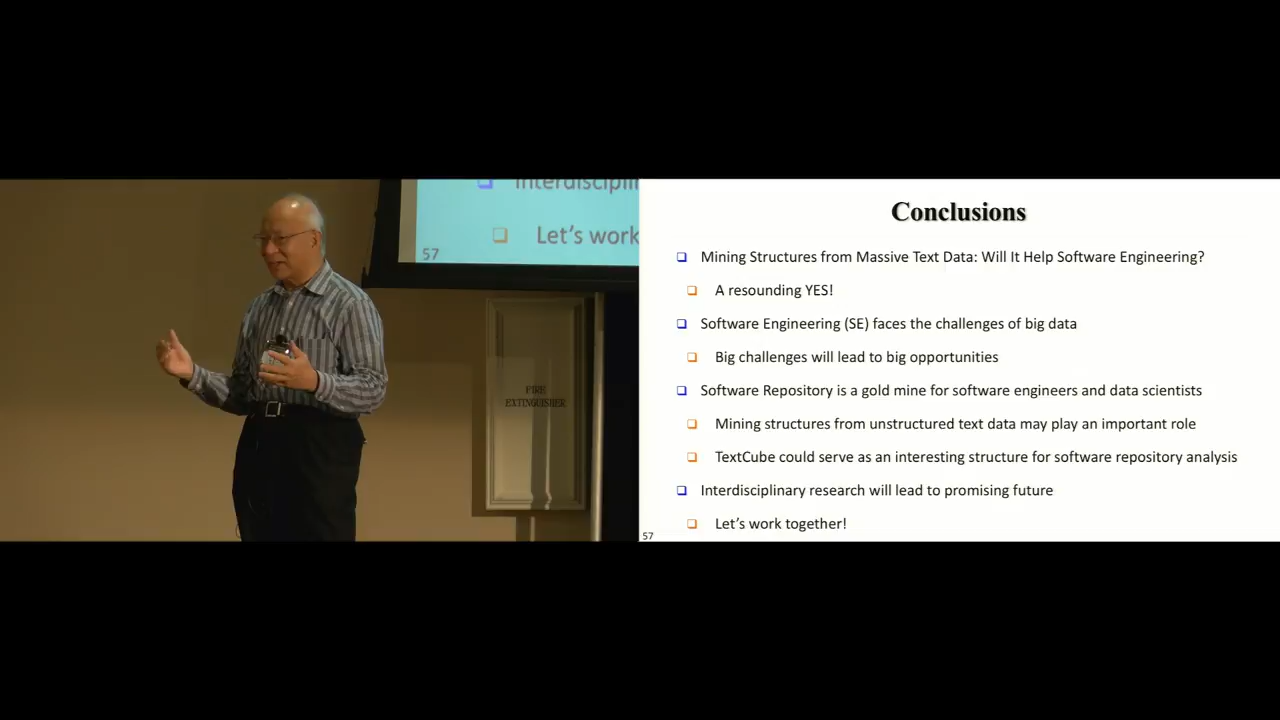 Interdiscipli
Let's work
57
FIRE
EXTINGUISHER
Conclusions
Mining Structures from Massive Text Data: Will It Help Software Engineering?
A resounding YES!
Software Engineering (SE) faces the challenges of big data
Big challenges will lead to big opportunities
Software Repository is a gold mine for software engineers and data scientists
Mining structures from unstructured text data may play an important role
TextCube could serve as an interesting structure for software repository analysis
Interdisciplinary research will lead to promising future
Let's work together!
57